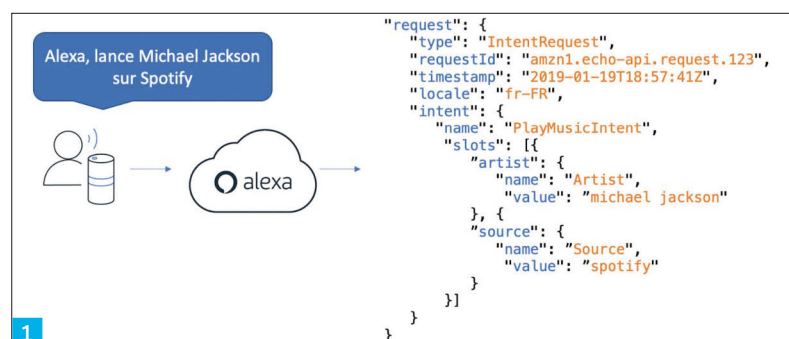 Alexa, lance Michael Jackson
sur Spotify
alexa
"request": {
"type": "IntentRequest",
"requestId": "amzn1.echo-api.request.123",
"timestamp": "2019-01-19T18:57:41Z",
"locale": "fr-FR",
"intent": {
"name": "PlayMusicIntent",
"slots": [{
”artist": {
"name": "Artist",
"value": ”michael jackson"
}, {
”source": {
"name": ”Source",
"value": ”spotify"
}
}]
}
}
1